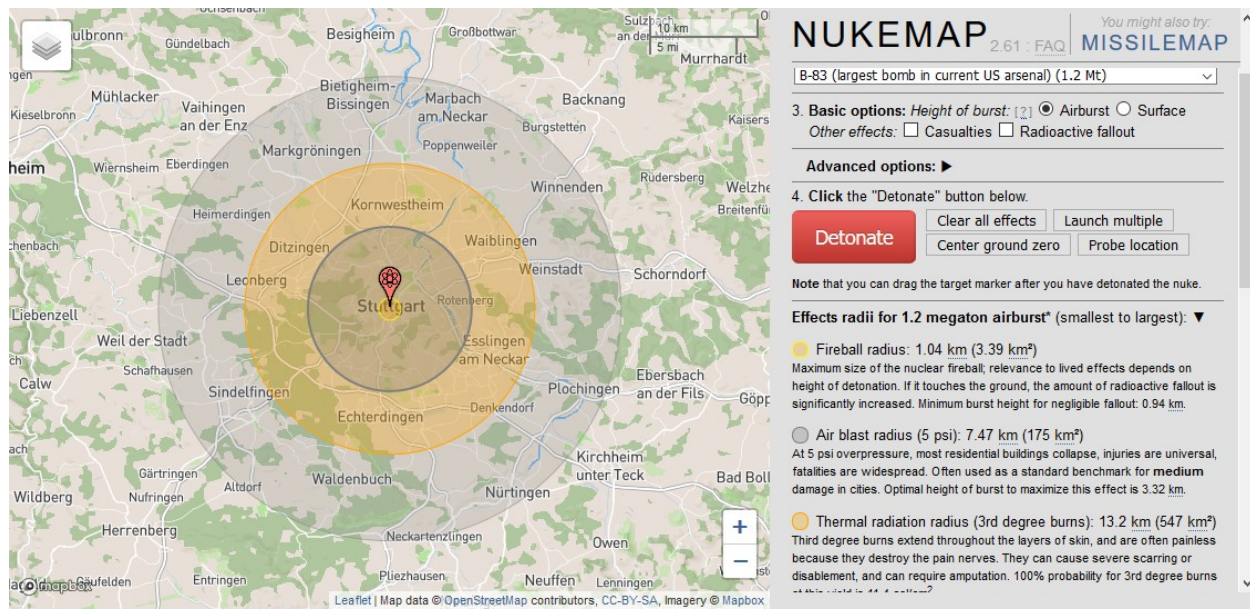 ulbronn
Gündelbach
Besigheim
Großbottwar
10 km
5 mi
Murrhardt
Mühlacker
Vaihingen
an der Enz
Bietigheim-
Bissingen
Marbach
am Neckar
Backnang
Kieselbronn
Burgstetten
Kaisers
Markgröningen
Poppenweiler
heim
Wiernsheim
Eberdingen
Winnenden
Rudersberg
Welzhe
Breitenfü
Heimerdingen
Kornwestheim
Ditzingen
Waiblingen
Weinstadt
Schorndorf
Leonberg
Stuttgart
Rotenberg
Liebenzell
Weil der Stadt
Esslingen
am Neckar
Schafhausen
Ebersbach
an der Fils
Calw
Sindelfingen
Plochingen
Göpp
Echterdingen
Denkendorf
Kirchheim
unter Teck
Bad Boll
Gärtringen
Altdorf
Waldenbuch
Wildberg
Nufringen
Nürtingen
Herrenberg
Neckartenzlingen
Owen
+
−
mapbox
Gäufelden
Entringen
Pliezhausen
Neuffen
Lenningen
Leaflet | Map data © OpenStreetMap contributors, CC-BY-SA, Imagery © Mapbox
NUKEMAP 2.61 : FAQ
You might also try:
MISSILEMAP
B-83 (largest bomb in current US arsenal) (1.2 Mt)
3. Basic options: Height of burst: [?] Airburst Surface
Other effects: Casualties Radioactive fallout
Advanced options: ▶
4. Click the "Detonate" button below.
Detonate
Clear all effects
Launch multiple
Center ground zero
Probe location
Note that you can drag the target marker after you have detonated the nuke.
Effects radii for 1.2 megaton airburst* (smallest to largest): ▼
Fireball radius: 1.04 km (3.39 km²)
Maximum size of the nuclear fireball; relevance to lived effects depends on
height of detonation. If it touches the ground, the amount of radioactive fallout is
significantly increased. Minimum burst height for negligible fallout: 0.94 km.
Air blast radius (5 psi): 7.47 km (175 km²)
At 5 psi overpressure, most residential buildings collapse, injuries are universal,
fatalities are widespread. Often used as a standard benchmark for medium
damage in cities. Optimal height of burst to maximize this effect is 3.32 km.
Thermal radiation radius (3rd degree burns): 13.2 km (547 km²)
Third degree burns extend throughout the layers of skin, and are often painless
because they destroy the pain nerves. They can cause severe scarring or
disablement, and can require amputation. 100% probability for 3rd degree burns